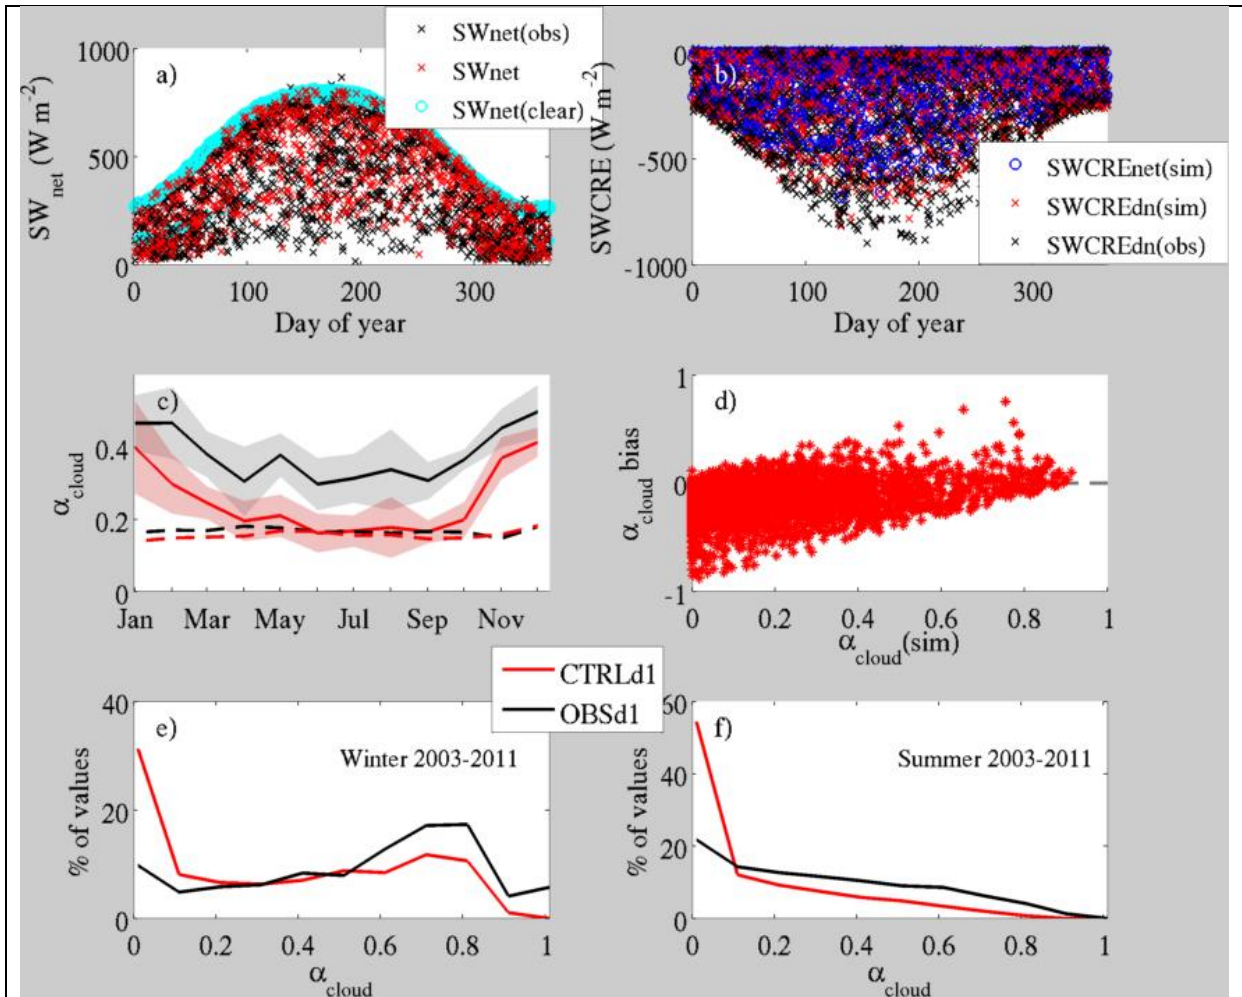 SWnet(obs)
SWnet
SWnet(clear)
a)
SW net (W m-2)
1000
500
0
0 100 200 300
Day of year
b)
SWCRE (W m-2)
0
-500
-1000
SWCREnet(sim)
SWCREdn(sim)
SWCREdn(obs)
0 100 200 300
Day of year
c)
αcloud
0.4
0.2
0
Jan Mar May Jul Sep Nov
d)
αcloud bias
1
0
-1
0 0.2 0.4 0.6 0.8 1
αcloud(sim)
CTRLd1
OBSd1
e)
Winter 2003-2011
% of values
40
20
0
0 0.2 0.4 0.6 0.8 1
αcloud
f)
Summer 2003-2011
% of values
60
40
20
0
0 0.2 0.4 0.6 0.8 1
αcloud